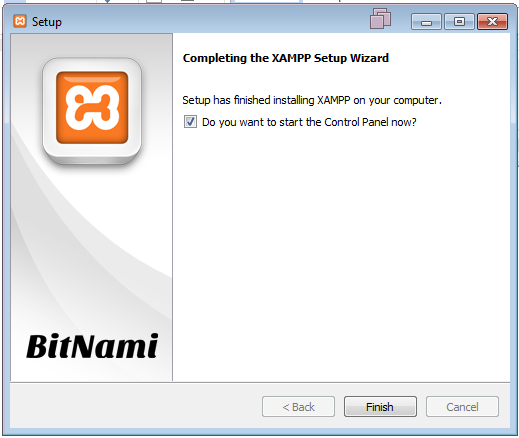 Setup
Completing the XAMPP Setup Wizard
Setup has finished installing XAMPP on your computer.
Do you want to start the Control Panel now?
BitNami
< Back
Finish
Cancel